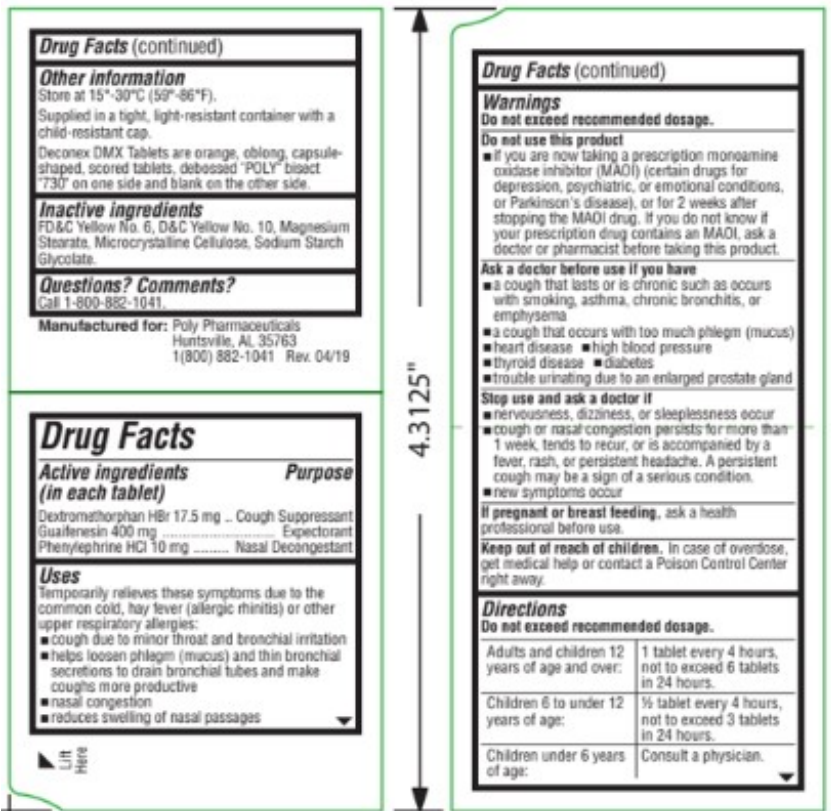 Drug Facts (continued)
Other information
Store at 15°-30°C (59°-86°F).
Supplied in a tight, light-resistant container with a
child-resistant cap.
Deconex DMX Tablets are orange, oblong, capsule-
shaped, scored tablets, debossed "POLY" bisect
"730" on one side and blank on the other side.
Inactive ingredients
FD&C Yellow No. 6, D&C Yellow No. 10, Magnesium
Stearate, Microcrystalline Cellulose, Sodium Starch
Glycolate.
Questions? Comments?
Call 1-800-882-1041.
Manufactured for: Poly Pharmaceuticals
Huntsville, AL 35763
1(800) 882-1041 Rev. 04/19
Drug Facts
Active ingredients Purpose
(in each tablet)
Dextromethorphan HBr 17.5 mg .. Cough Suppressant
Guaifenesin 400 mg ............................ Expectorant
Phenylephrine HCl 10 mg ......... Nasal Decongestant
Uses
Temporarily relieves these symptoms due to the
common cold, hay fever (allergic rhinitis) or other
upper respiratory allergies:
■ cough due to minor throat and bronchial irritation
■ helps loosen phlegm (mucus) and thin bronchial
secretions to drain bronchial tubes and make
coughs more productive
■ nasal congestion
■ reduces swelling of nasal passages
Lift
Here
4.3125"
Drug Facts (continued)
Warnings
Do not exceed recommended dosage.
Do not use this product
■ if you are now taking a prescription monoamine
oxidase inhibitor (MAOI) (certain drugs for
depression, psychiatric, or emotional conditions,
or Parkinson's disease), or for 2 weeks after
stopping the MAOI drug. If you do not know if
your prescription drug contains an MAOI, ask a
doctor or pharmacist before taking this product.
Ask a doctor before use if you have
■ a cough that lasts or is chronic such as occurs
with smoking, asthma, chronic bronchitis, or
emphysema
■ a cough that occurs with too much phlegm (mucus)
■ heart disease ■ high blood pressure
■ thyroid disease ■ diabetes
■ trouble urinating due to an enlarged prostate gland
Stop use and ask a doctor if
■ nervousness, dizziness, or sleeplessness occur
■ cough or nasal congestion persists for more than
1 week, tends to recur, or is accompanied by a
fever, rash, or persistent headache. A persistent
cough may be a sign of a serious condition.
■ new symptoms occur
If pregnant or breast feeding, ask a health
professional before use.
Keep out of reach of children. In case of overdose,
get medical help or contact a Poison Control Center
right away.
Directions
Do not exceed recommended dosage.
Adults and children 12 1 tablet every 4 hours,
years of age and over: not to exceed 6 tablets
in 24 hours.
Children 6 to under 12 ½ tablet every 4 hours,
years of age: not to exceed 3 tablets
in 24 hours.
Children under 6 years Consult a physician.
of age: